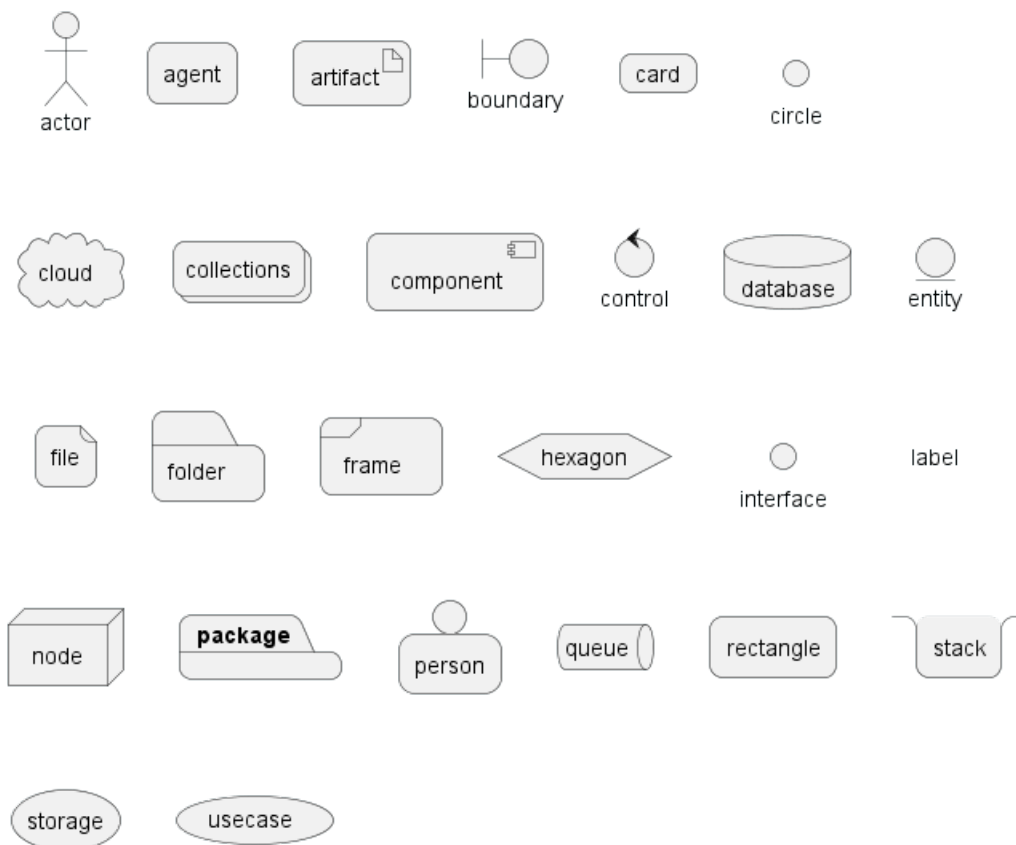 actor
agent
artifact
boundary
card
circle
cloud
collections
component
control
database
entity
file
folder
frame
hexagon
interface
label
node
package
person
queue
rectangle
stack
storage
usecase